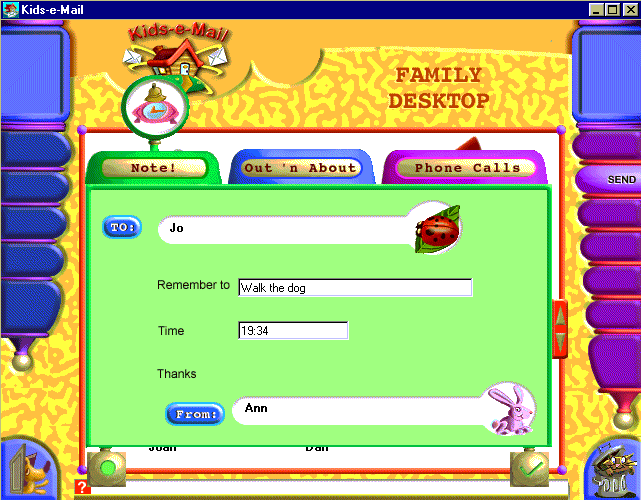 Kids-e-Mail
Kids-e-Mail
FAMILY
DESKTOP
Note!
Out 'n About
Phone Calls
SEND
TO:
Jo
Remember to
Walk the dog
Time
19:34
Thanks
From:
Ann
Joan
Dan
?